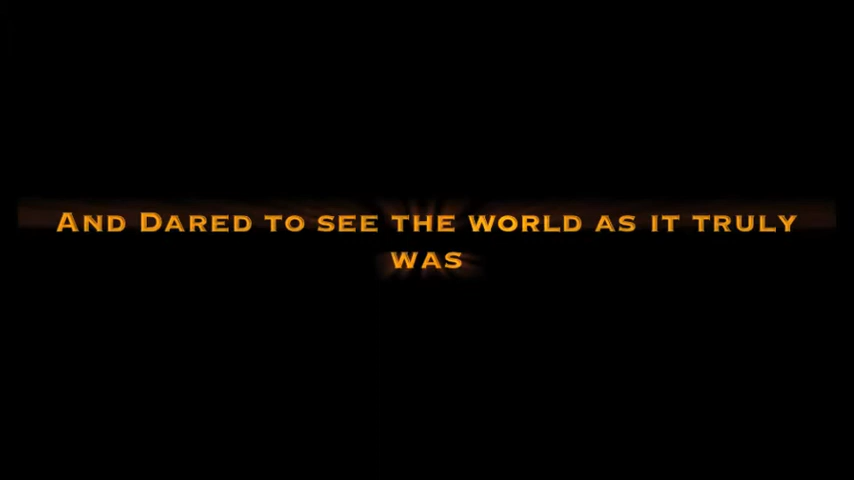 And Dared to see the world as it truly
was